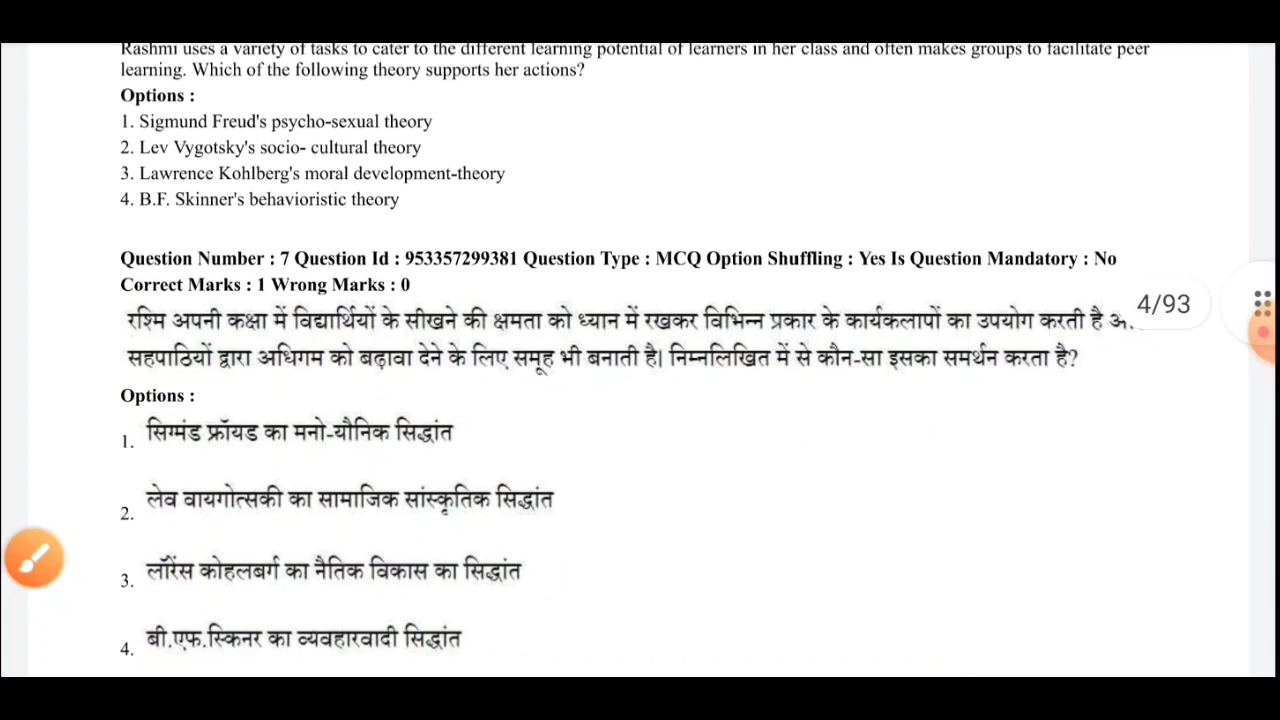 Rashmi uses a variety of tasks to cater to the different learning potential of learners in her class and often makes groups to facilitate peer
learning. Which of the following theory supports her actions?
Options :
1. Sigmund Freud's psycho-sexual theory
2. Lev Vygotsky's socio- cultural theory
3. Lawrence Kohlberg's moral development-theory
4. B.F. Skinner's behavioristic theory
Question Number : 7 Question Id : 953357299381 Question Type : MCQ Option Shuffling : Yes Is Question Mandatory : No
Correct Marks : 1 Wrong Marks : 0
4/93
रश्मि अपनी कक्षा में विद्यार्थियों के सीखने की क्षमता को ध्यान में रखकर विभिन्न प्रकार के कार्यकलापों का उपयोग करती है
सहपाठियों द्वारा अधिगम को बढ़ावा देने के लिए समूह भी बनाती है। निम्नलिखित में से कौन-सा इसका समर्थन करता है?
Options :
1. सिग्मंड फ्रॉयड का मनो-यौनिक सिद्धांत
2. लेव वायगोत्सकी का सामाजिक सांस्कृतिक सिद्धांत
3. लॉरेंस कोहलबर्ग का नैतिक विकास का सिद्धांत
4. बी.एफ.स्किनर का व्यवहारवादी सिद्धांत